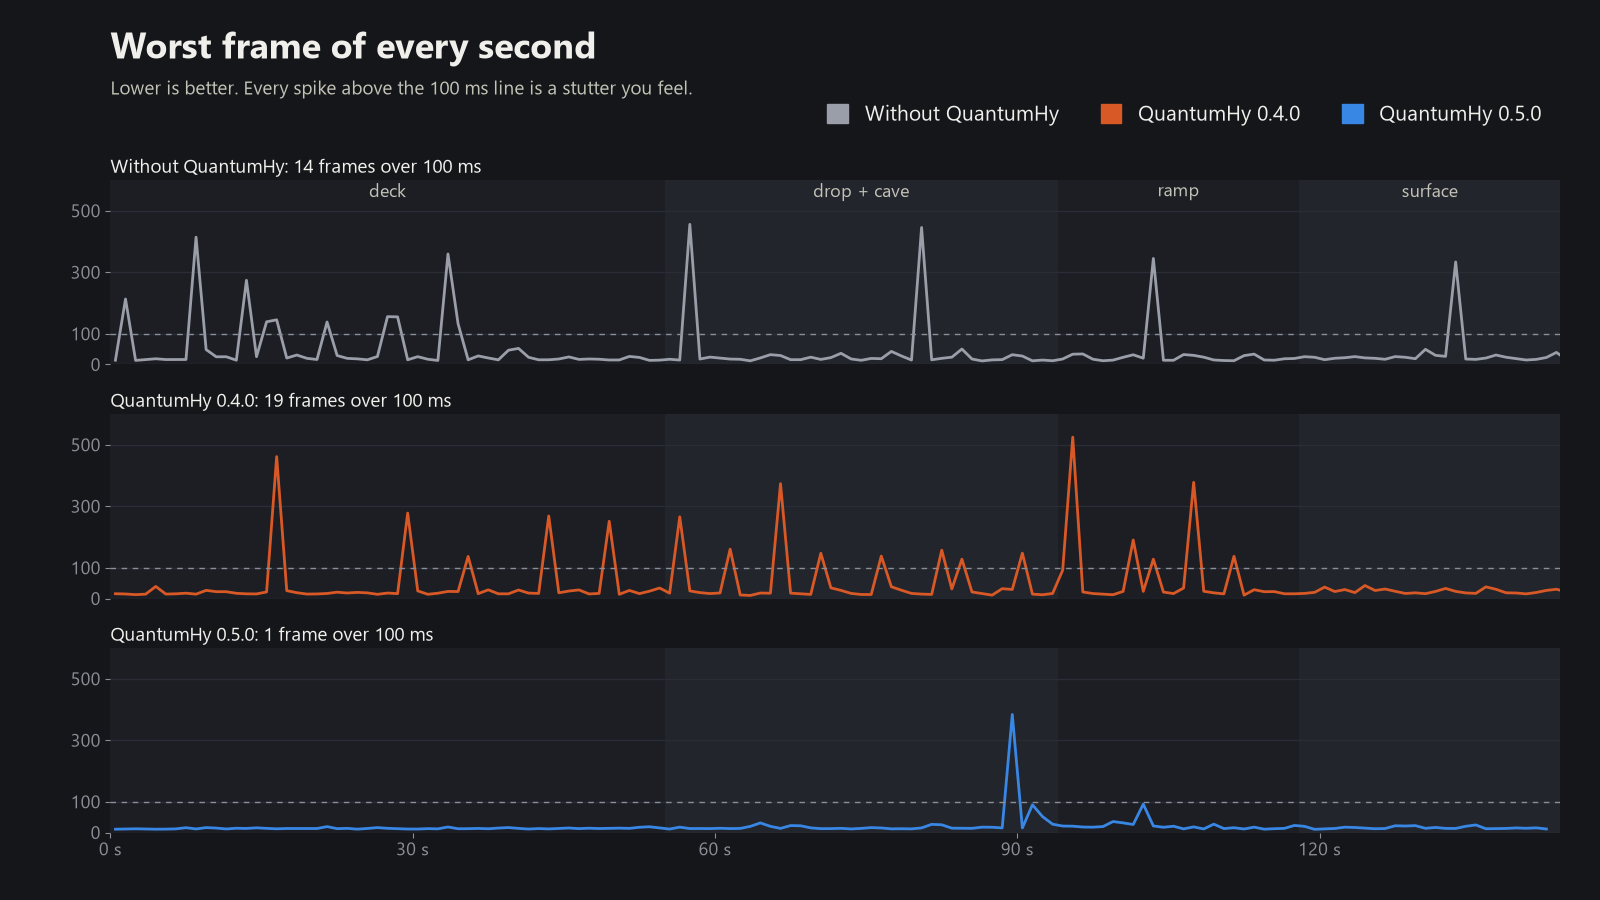 Worst frame of every second
Lower is better. Every spike above the 100 ms line is a stutter you feel.
Without QuantumHy
QuantumHy 0.4.0
QuantumHy 0.5.0
Without QuantumHy: 14 frames over 100 ms
deck
drop + cave
ramp
surface
500
300
100
0
QuantumHy 0.4.0: 19 frames over 100 ms
500
300
100
0
QuantumHy 0.5.0: 1 frame over 100 ms
500
300
100
0
0 s
30 s
60 s
90 s
120 s